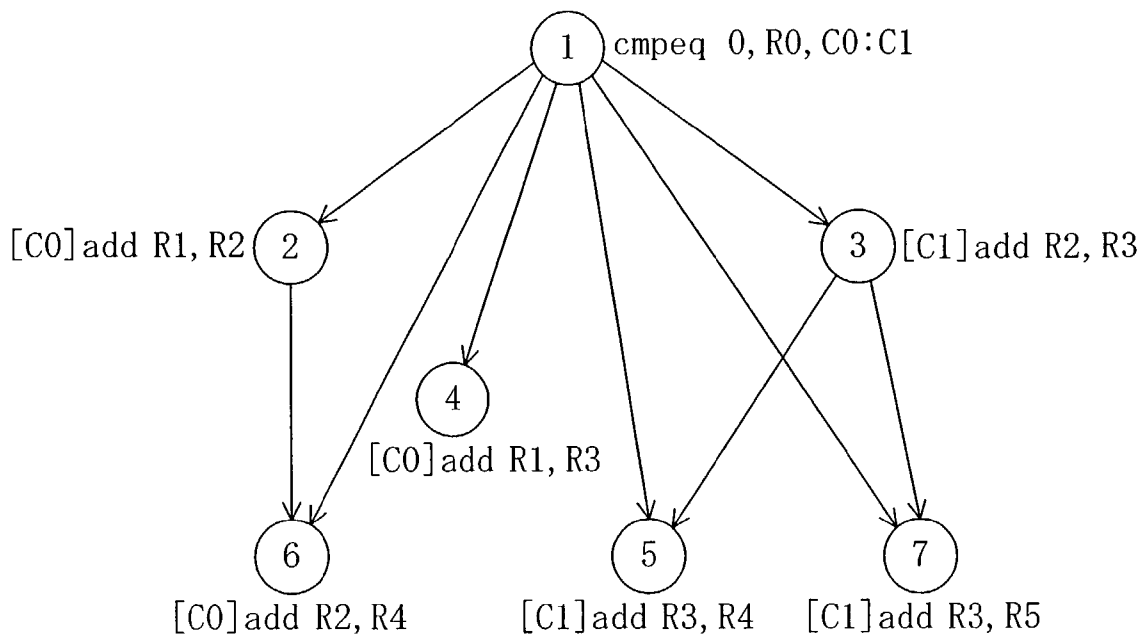 1 cmpeq 0, R0, C0:C1
[C0]add R1, R2 2
3 [C1]add R2, R3
4
[C0]add R1, R3
6 5 7
[C0]add R2, R4 [C1]add R3, R4 [C1]add R3, R5